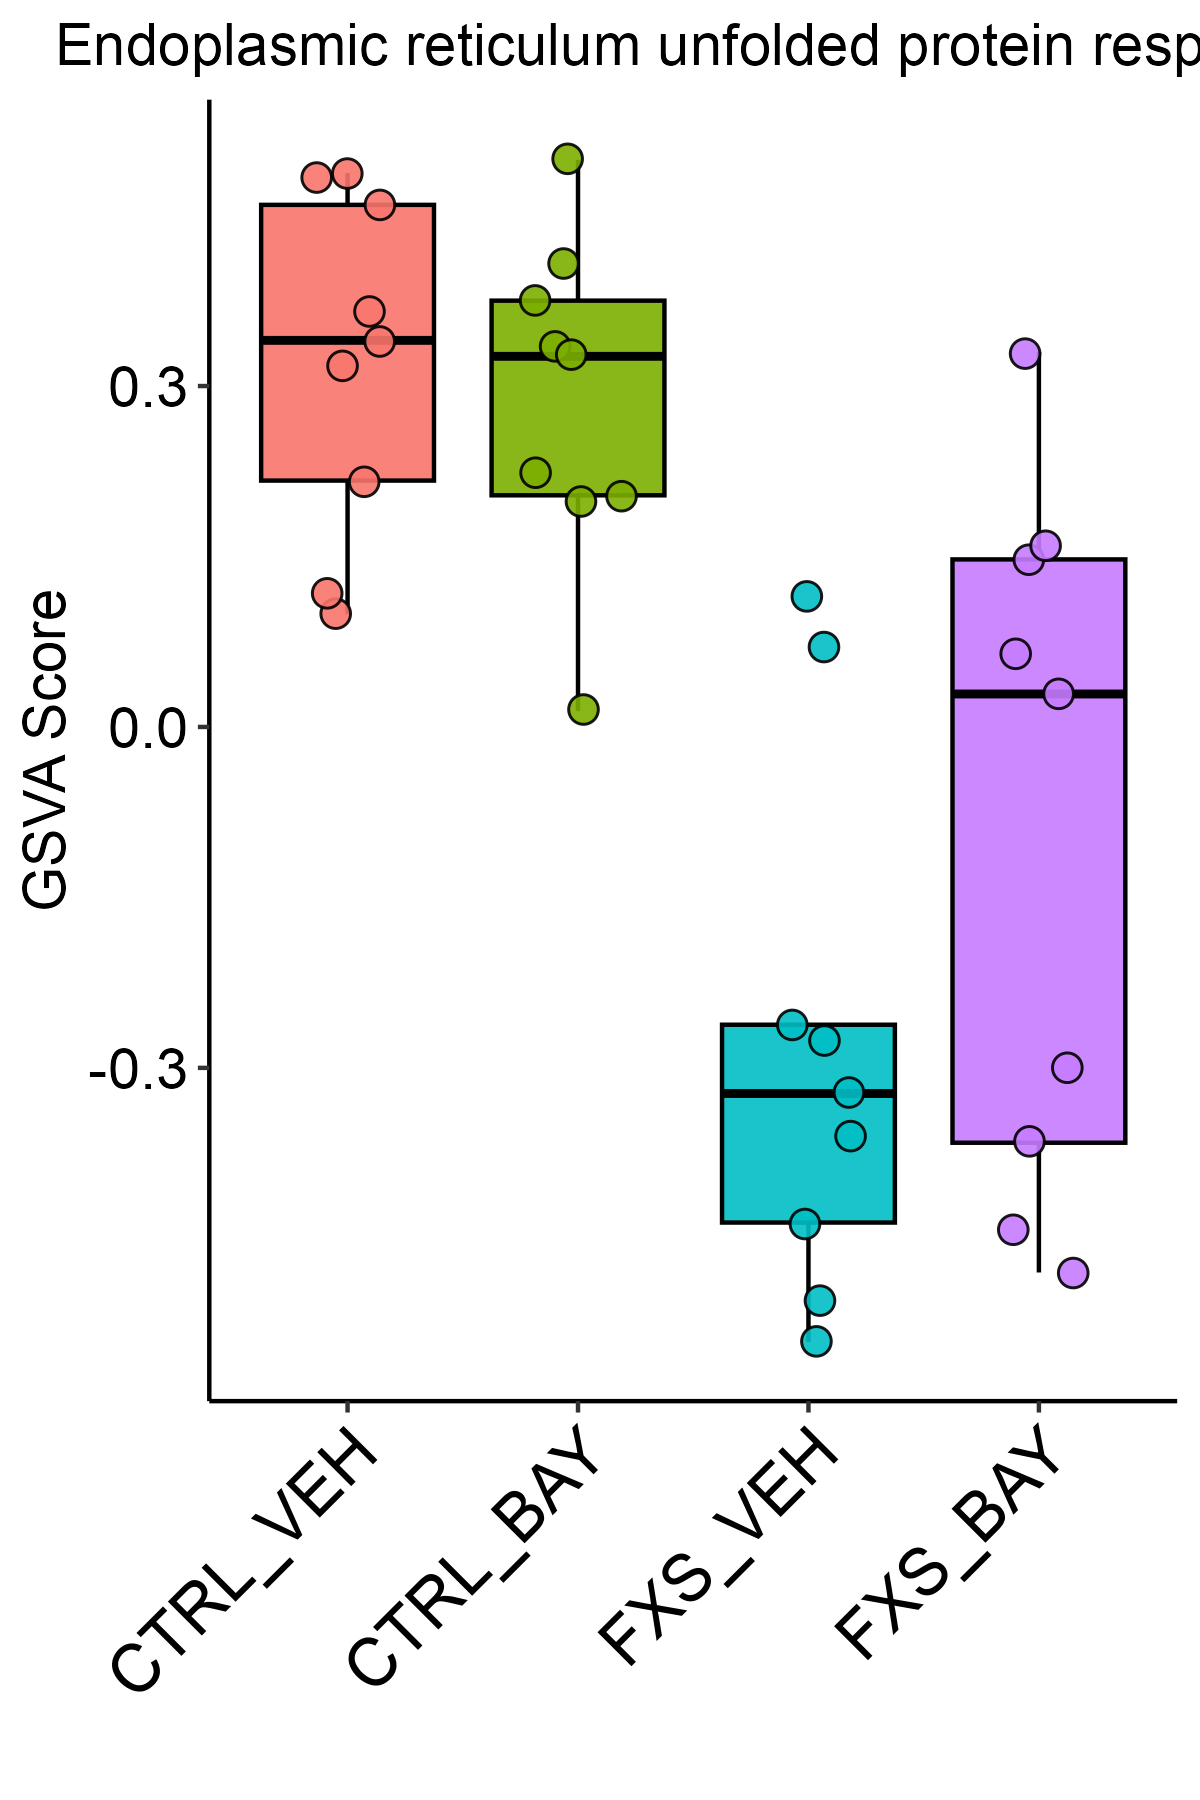 Endoplasmic reticulum unfolded protein resp
GSVA Score
0.3
0.0
-0.3
CTRL_VEH
CTRL_BAY
FXS_VEH
FXS_BAY